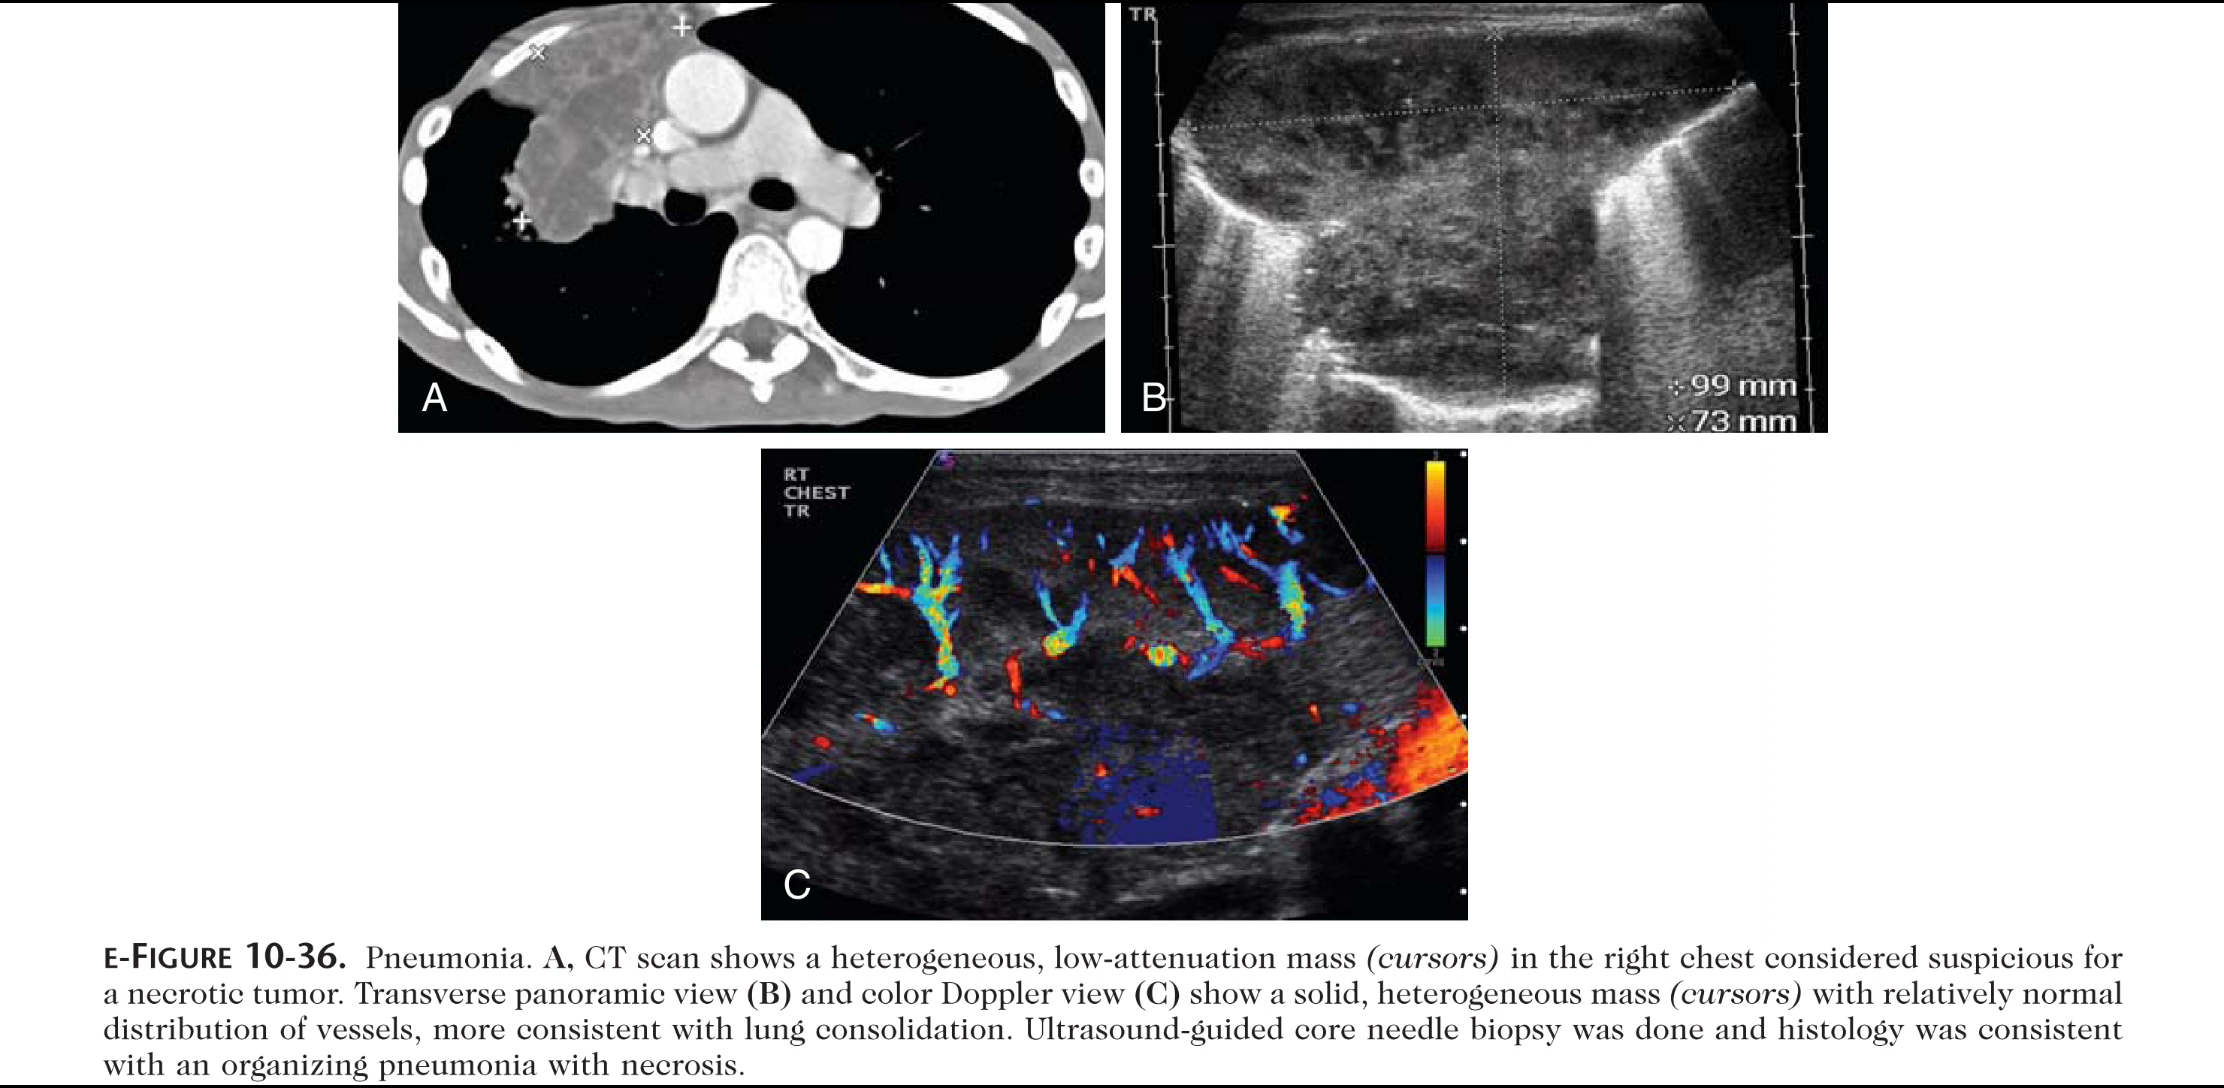 TR
A
B
99 mm
73 mm
RT
CHEST
TR
C
E-FIGURE 10-36. Pneumonia. A, CT scan shows a heterogeneous, low-attenuation mass (cursors) in the right chest considered suspicious for
a necrotic tumor. Transverse panoramic view (B) and color Doppler view (C) show a solid, heterogeneous mass (cursors) with relatively normal
distribution of vessels, more consistent with lung consolidation. Ultrasound-guided core needle biopsy was done and histology was consistent
with an organizing pneumonia with necrosis.